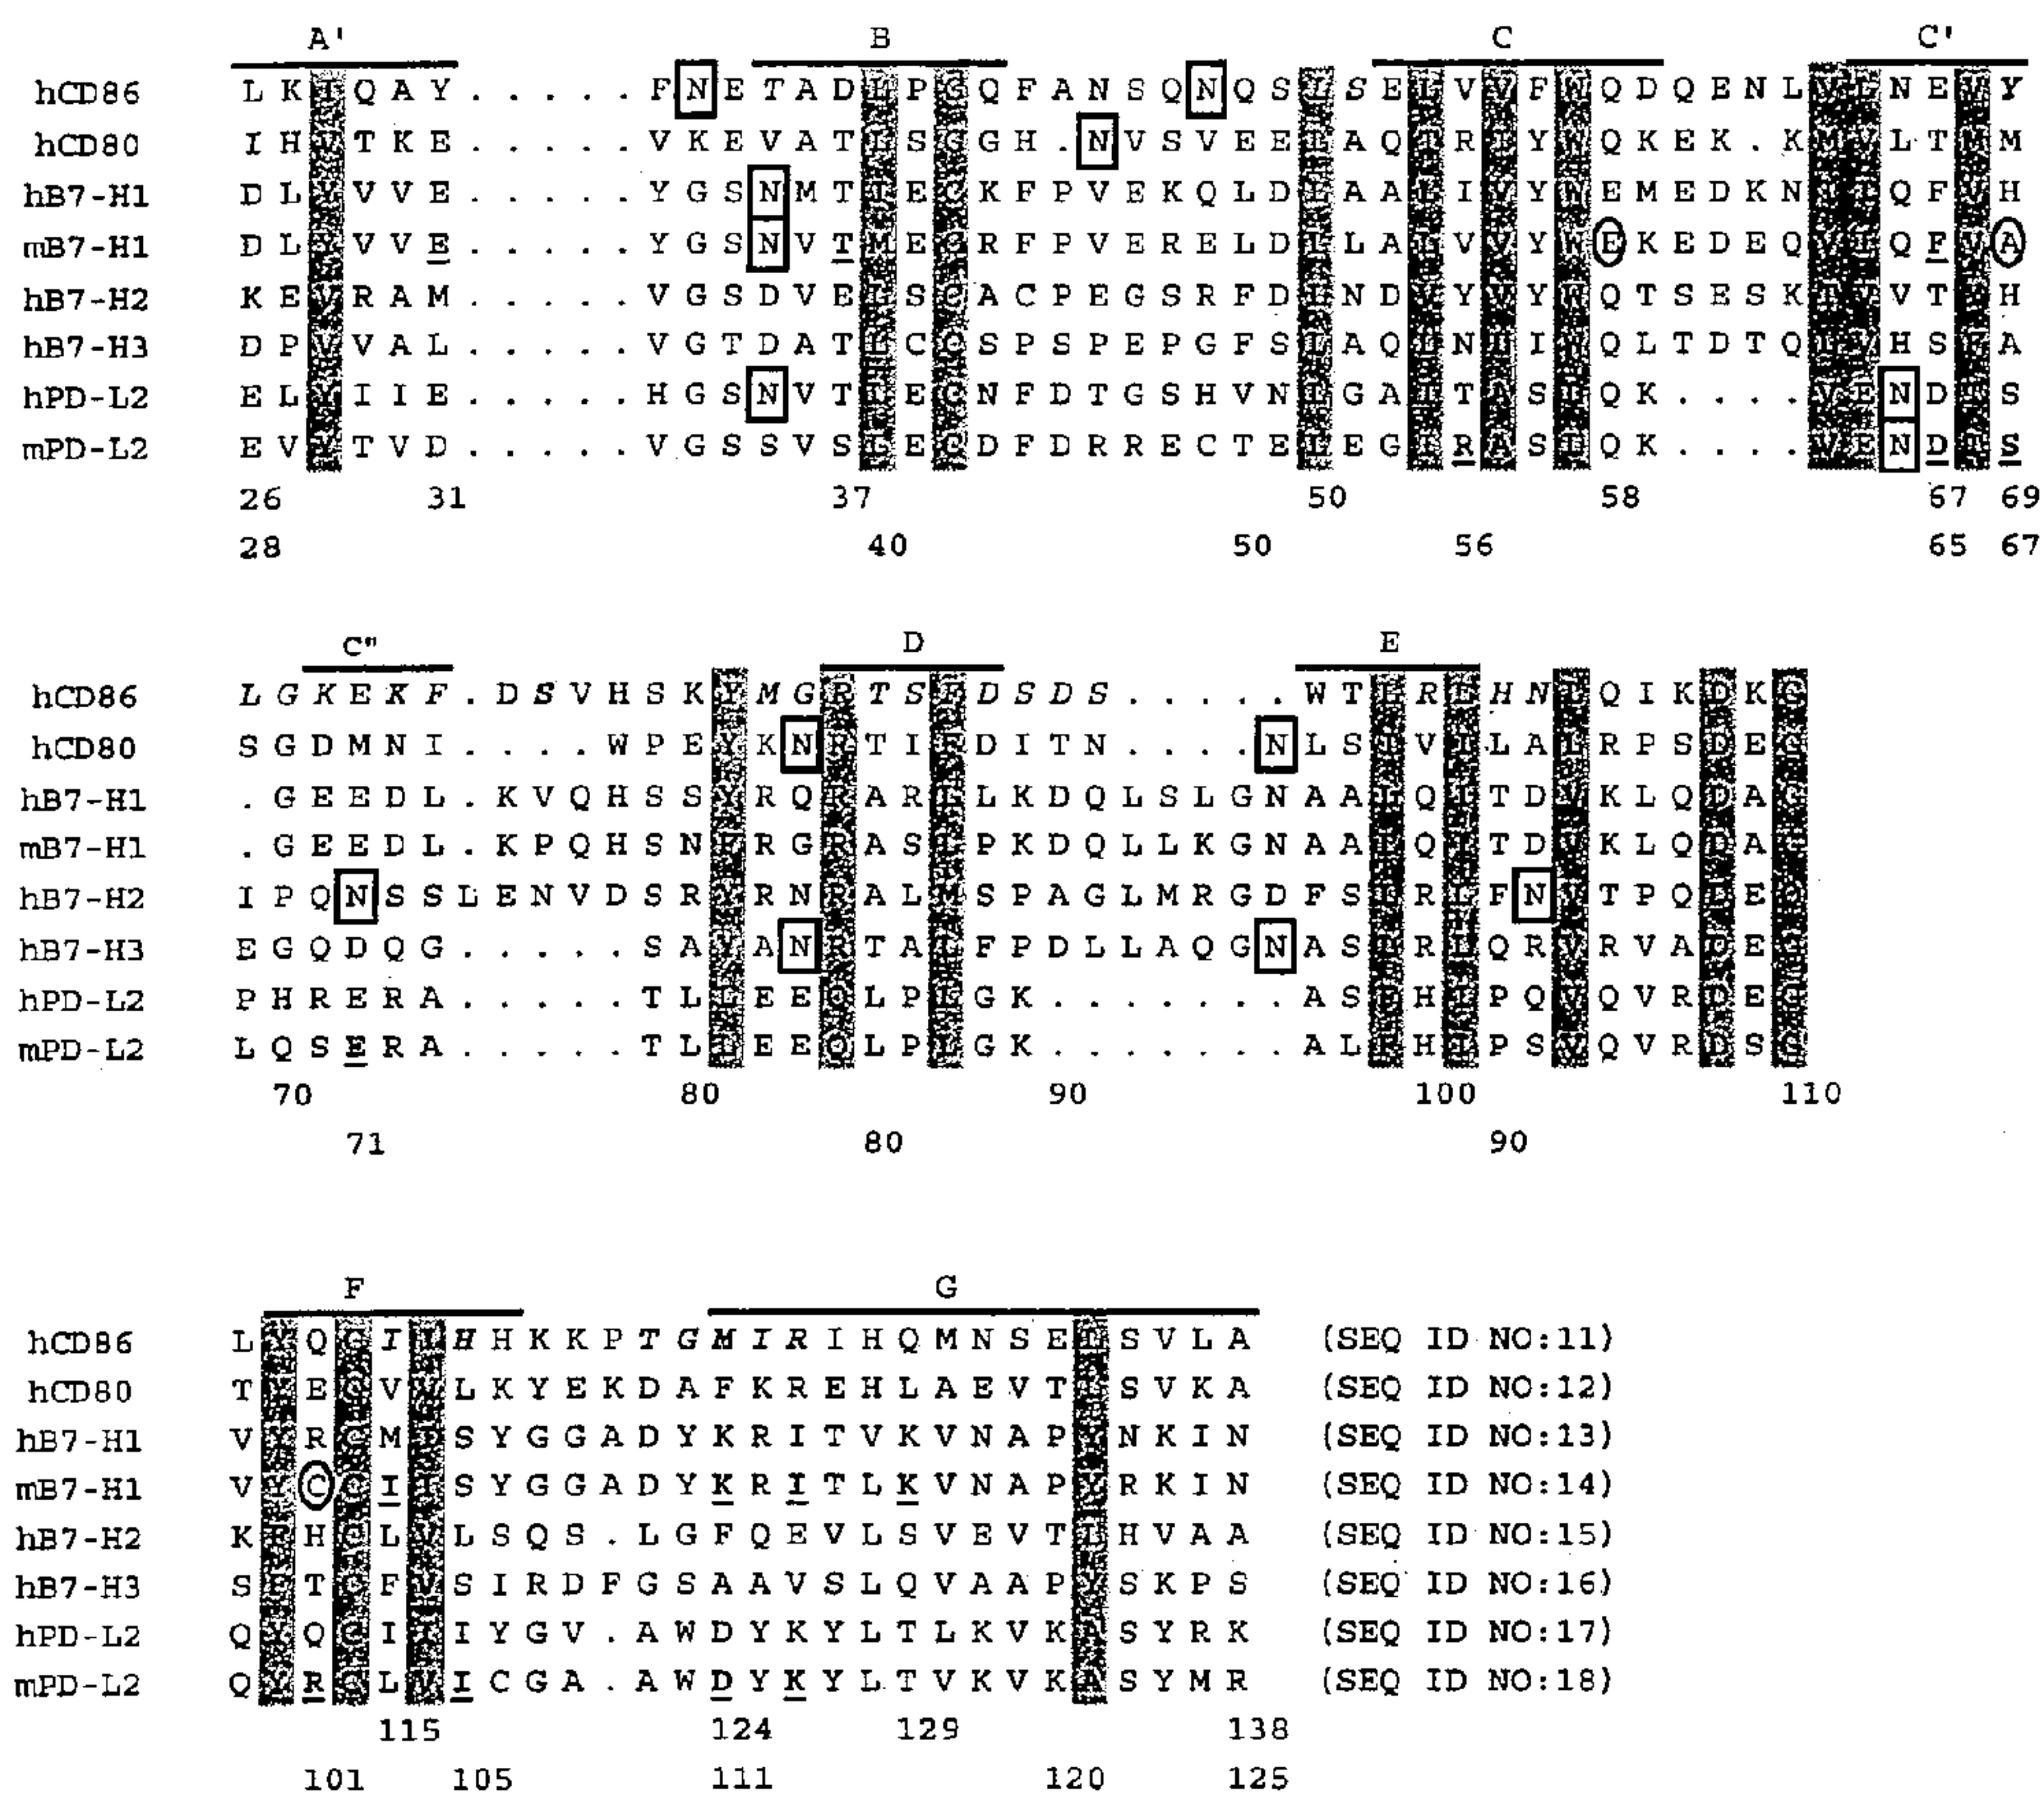 A' B C C'
hCD86 L K I Q A Y . . . . . F N E T A D L P C Q F A N S Q N Q S L S E L V V F W Q D Q E N L V L N E V Y
hCD80 I H V T K E . . . . . V K E V A T L S C G H . N V S V E E L A Q T R I Y W Q K E K . K M V L T M M
hB7-H1 D L Y V V E . . . . . Y G S N M T I E C K F P V E K Q L D L A A L I V Y W E M E D K N I I Q F V H
mB7-H1 D L Y V V E . . . . . Y G S N V T M E C R F P V E R E L D L L A L V V Y W E K E D E Q V I Q F V A
hB7-H2 K E V R A M . . . . . V G S D V E L S C A C P E G S R F D L N D V Y V Y W Q T S E S K T V V T Y H
hB7-H3 D P V V A L . . . . . V G T D A T L C C S P S P E P G F S L A Q L N L I W Q L T D T Q L V H S F A
hPD-L2 E L Y I I E . . . . . H G S N V T L E C N F D T G S H V N L G A I T A S L Q K . . . . V E N D T S
mPD-L2 E V Y T V D . . . . . V G S S V S L E C D F D R R E C T E L E G I R A S L Q K . . . . V E N D T S
26 31 37 50 58 67 69
28 40 50 56 65 67
C" D E
hCD86 L G K E K F . D S V H S K Y M G R T S F D S D S . . . . . W T L R L H N L Q I K D K G
hCD80 S G D M N I . . . . W P E Y K N R T I F D I T N . . . . N L S I V I L A L R P S D E G
hB7-H1 . G E E D L . K V Q H S S Y R Q R A R L L K D Q L S L G N A A L Q I T D V K L Q D A G
mB7-H1 . G E E D L . K P Q H S N F R G R A S L P K D Q L L K G N A A L Q I T D V K L Q D A G
hB7-H2 I P Q N S S L E N V D S R Y R N R A L M S P A G L M R G D F S L R L F N V T P Q D E Q
hB7-H3 E G Q D Q G . . . . . S A Y A N R T A L F P D L L A Q G N A S L R L Q R V R V A D E G
hPD-L2 P H R E R A . . . . . T L L E E Q L P L G K . . . . . . . A S F H I P Q V Q V R D E G
mPD-L2 L Q S E R A . . . . . T L L E E Q L P L G K . . . . . . . A L F H I P S V Q V R D S G
70 80 90 100 110
71 80 90
F G
hCD86 L Y Q C I I H H K K P T G M I R I H Q M N S E L S V L A (SEQ ID NO:11)
hCD80 T Y E C V V L K Y E K D A F K R E H L A E V T L S V K A (SEQ ID NO:12)
hB7-H1 V Y R C M I S Y G G A D Y K R I T V K V N A P Y N K I N (SEQ ID NO:13)
mB7-H1 V Y C C I I S Y G G A D Y K R I T L K V N A P Y R K I N (SEQ ID NO:14)
hB7-H2 K F H C L V L S Q S . L G F Q E V L S V E V T L H V A A (SEQ ID NO:15)
hB7-H3 S F T C F V S I R D F G S A A V S L Q V A A P Y S K P S (SEQ ID NO:16)
hPD-L2 Q Y Q C I I I Y G V . A W D Y K Y L T L K V K A S Y R K (SEQ ID NO:17)
mPD-L2 Q Y R C L V I C G A . A W D Y K Y L T V K V K A S Y M R (SEQ ID NO:18)
115 124 129 138
101 105 111 120 125